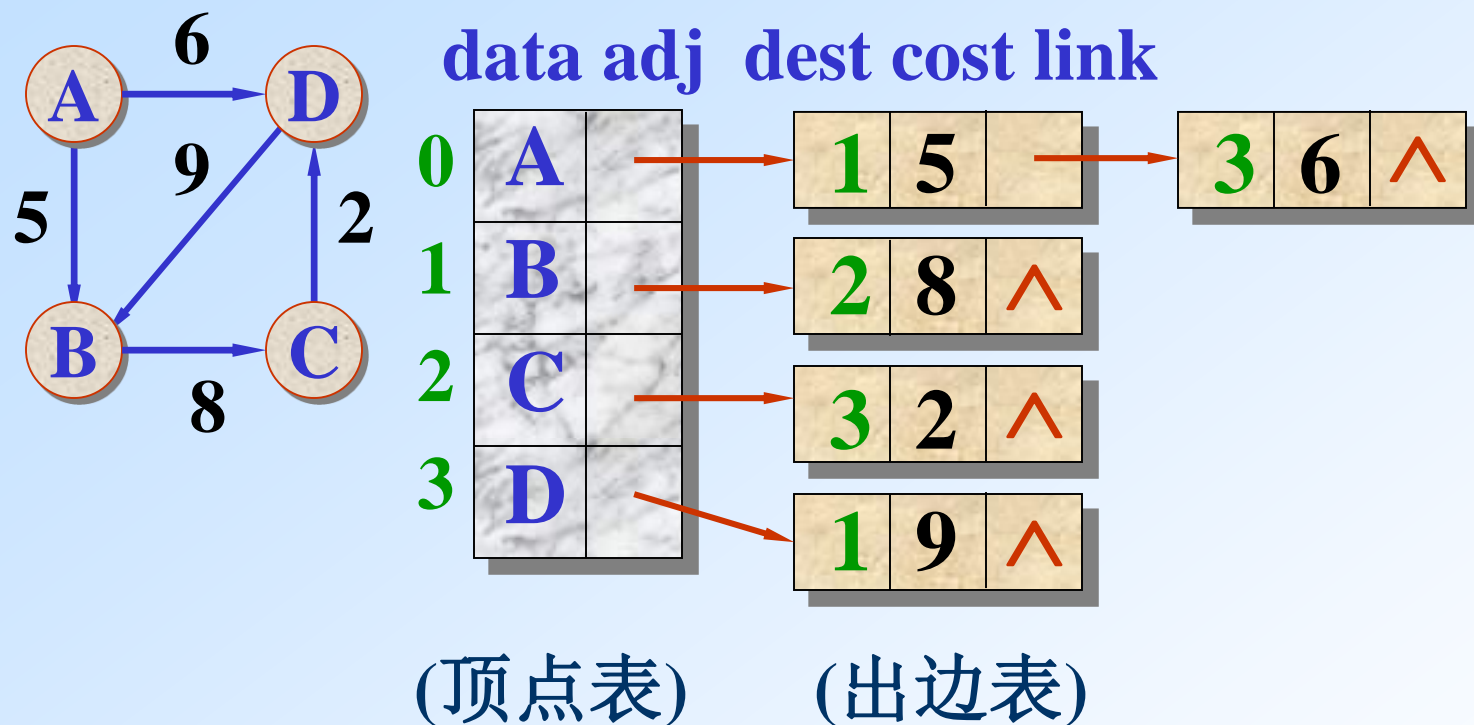 6
A D
9
5 2
B C
8
data adj dest cost link
0 A 1 5 3 6 ∧
1 B 2 8 ∧
2 C 3 2 ∧
3 D 1 9 ∧
(顶点表) (出边表)